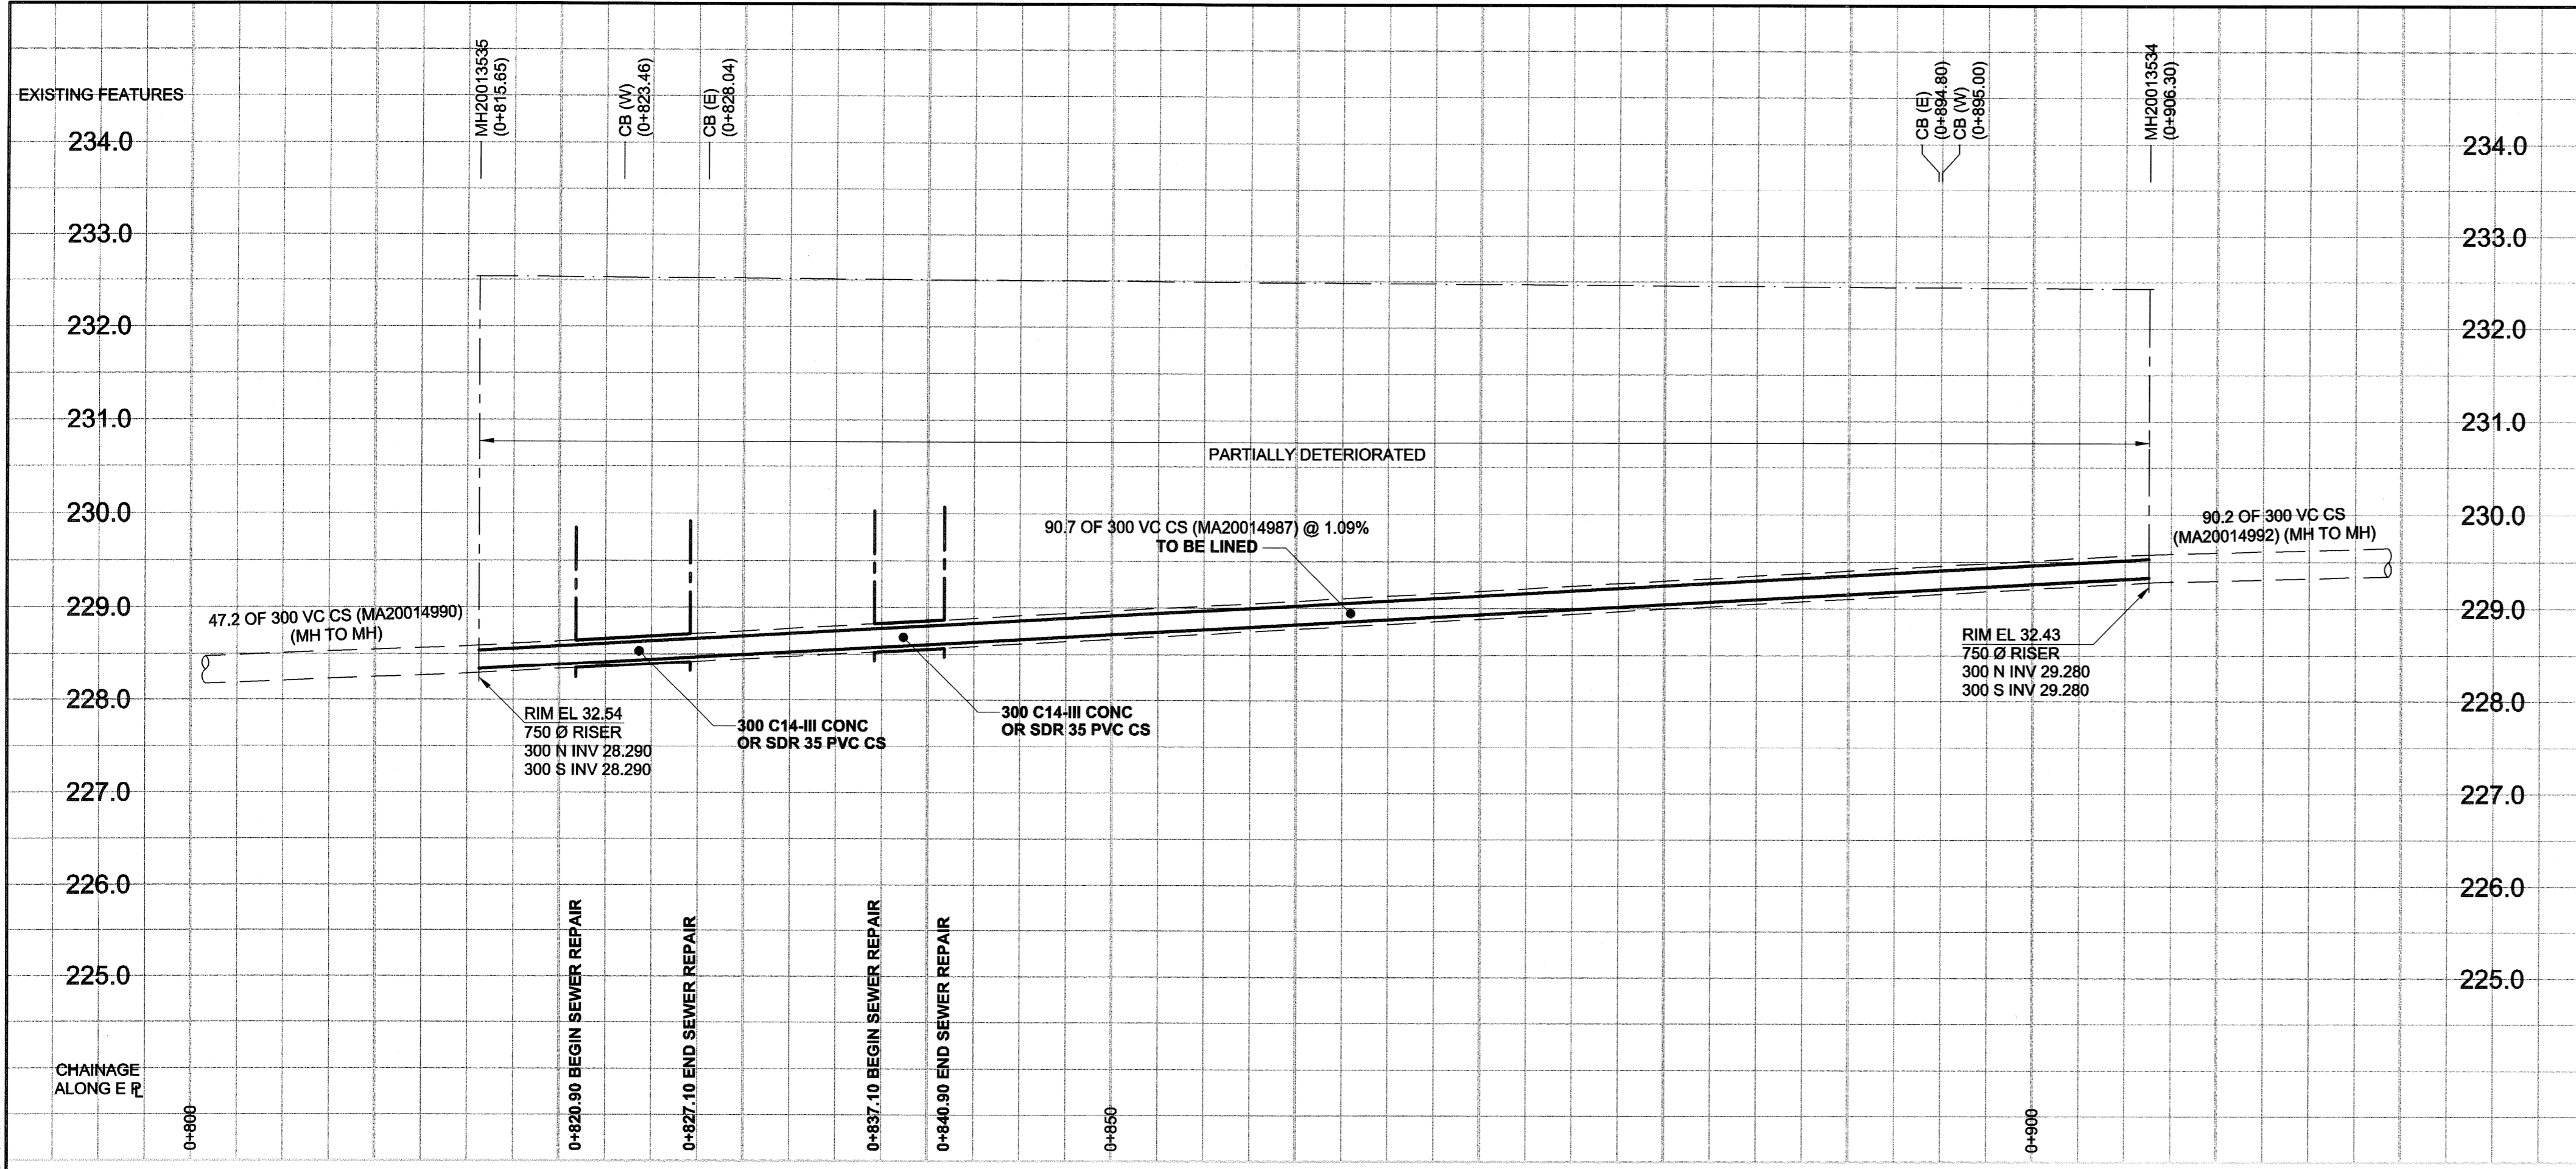 EXISTING FEATURES
MH20013535
(0+815.65)
CB (W)
(0+823.46)
CB (E)
(0+828.04)
CB (E)
(0+894.80)
CB (W)
(0+895.00)
MH20013534
(0+906.30)
234.0
234.0
233.0
233.0
232.0
232.0
231.0
231.0
PARTIALLY DETERIORATED
230.0
230.0
90.7 OF 300 VC CS (MA20014987) @ 1.09%
TO BE LINED
90.2 OF 300 VC CS
(MA20014992) (MH TO MH)
229.0
229.0
47.2 OF 300 VC CS (MA20014990)
(MH TO MH)
RIM EL 32.43
750 Ø RISER
300 N INV 29.280
300 S INV 29.280
228.0
228.0
RIM EL 32.54
750 Ø RISER
300 N INV 28.290
300 S INV 28.290
300 C14-III CONC
OR SDR 35 PVC CS
300 C14-III CONC
OR SDR 35 PVC CS
227.0
227.0
226.0
226.0
225.0
225.0
0+820.90 BEGIN SEWER REPAIR
0+827.10 END SEWER REPAIR
0+837.10 BEGIN SEWER REPAIR
0+840.90 END SEWER REPAIR
CHAINAGE
ALONG E ⅊
0+800
0+850
0+900